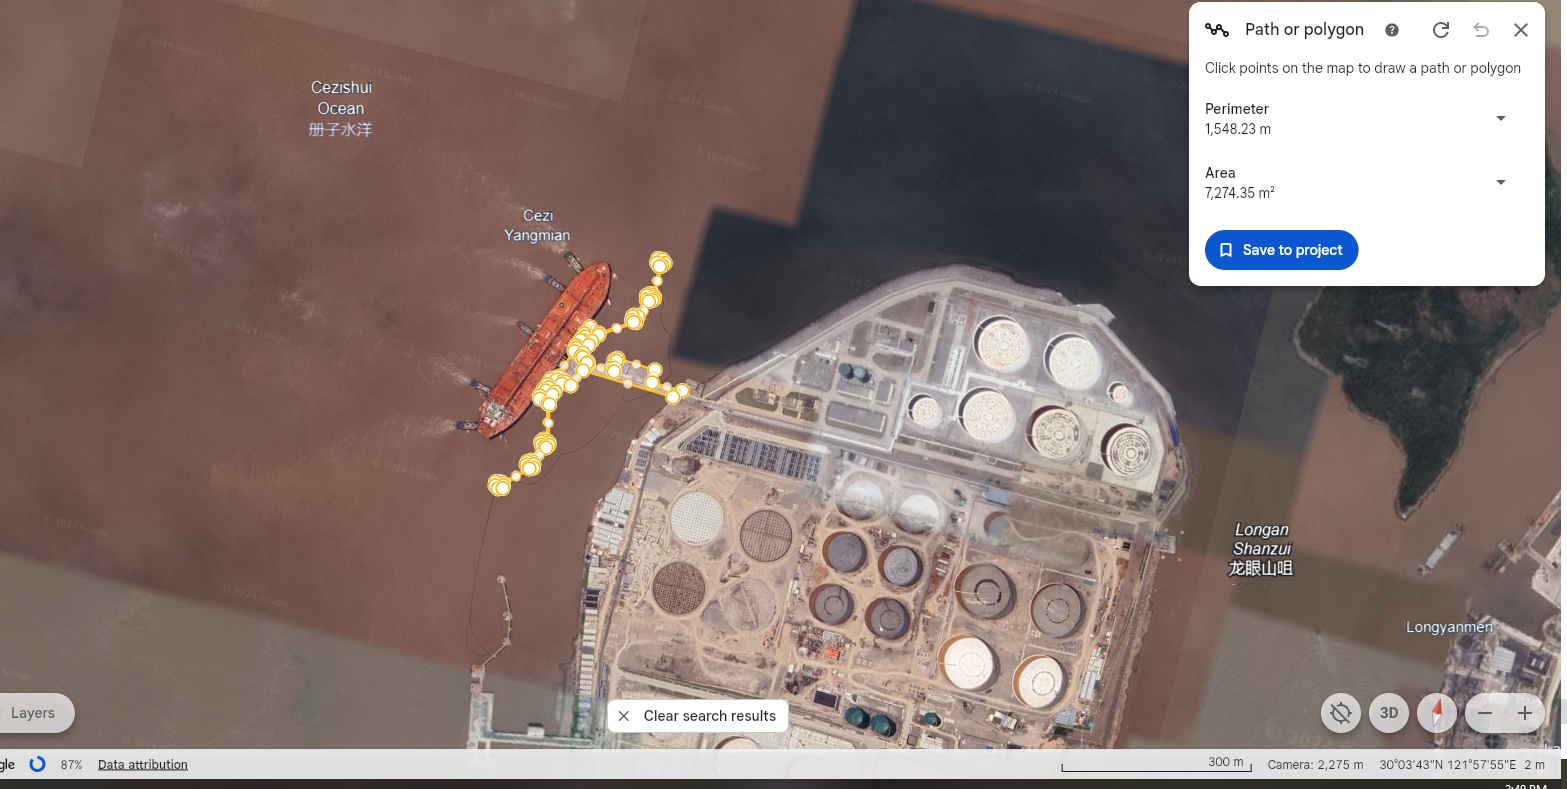 Path or polygon
Click points on the map to draw a path or polygon
Perimeter
1,548.23 m
Area
7,274.35 m²
Save to project
Cezishui
Ocean
册子水洋
Cezi
Yangmian
Longan
Shanzui
龙眼山咀
Longyanmen
Layers
Clear search results
3D
gle
87%
Data attribution
300 m
Camera: 2,275 m
30°03'43"N 121°57'55"E
2 m